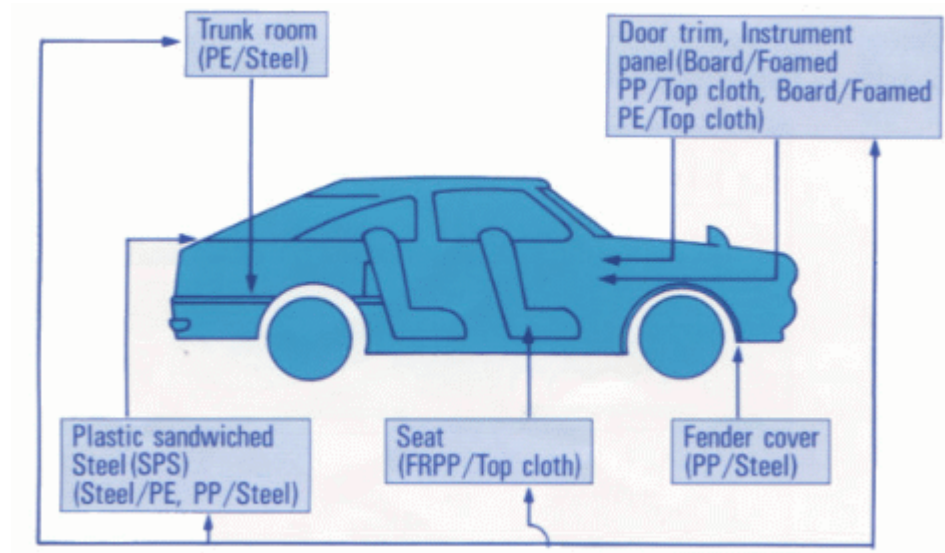 Trunk room
(PE/Steel)
Door trim, Instrument
panel(Board/Foamed
PP/Top cloth, Board/Foamed
PE/Top cloth)
Plastic sandwiched
Steel(SPS)
(Steel/PE, PP/Steel)
Seat
(FRPP/Top cloth)
Fender cover
(PP/Steel)